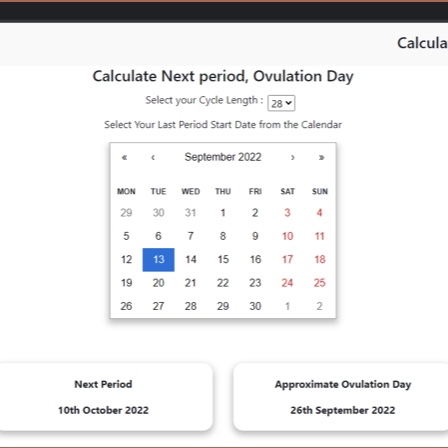 Calcula
Calculate Next period, Ovulation Day
Select your Cycle Length : 28
Select Your Last Period Start Date from the Calendar
« ‹ September 2022 › »
MON TUE WED THU FRI SAT SUN
29 30 31 1 2 3 4
5 6 7 8 9 10 11
12 13 14 15 16 17 18
19 20 21 22 23 24 25
26 27 28 29 30 1 2
Next Period Approximate Ovulation Day
10th October 2022 26th September 2022